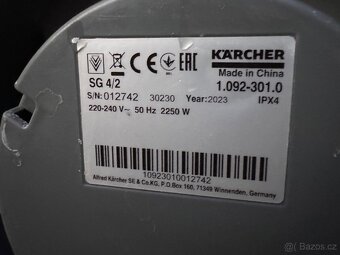 KÄRCHER
Made in China
SG 4/2
1.092-301.0
S/N: 012742 30230 Year: 2023 IPX4
220-240 V~ 50 Hz 2250 W
10923010012742
Alfred Kärcher SE & Co.KG, P.O.Box 160, 71349 Winnenden, Germany
Bazos.cz